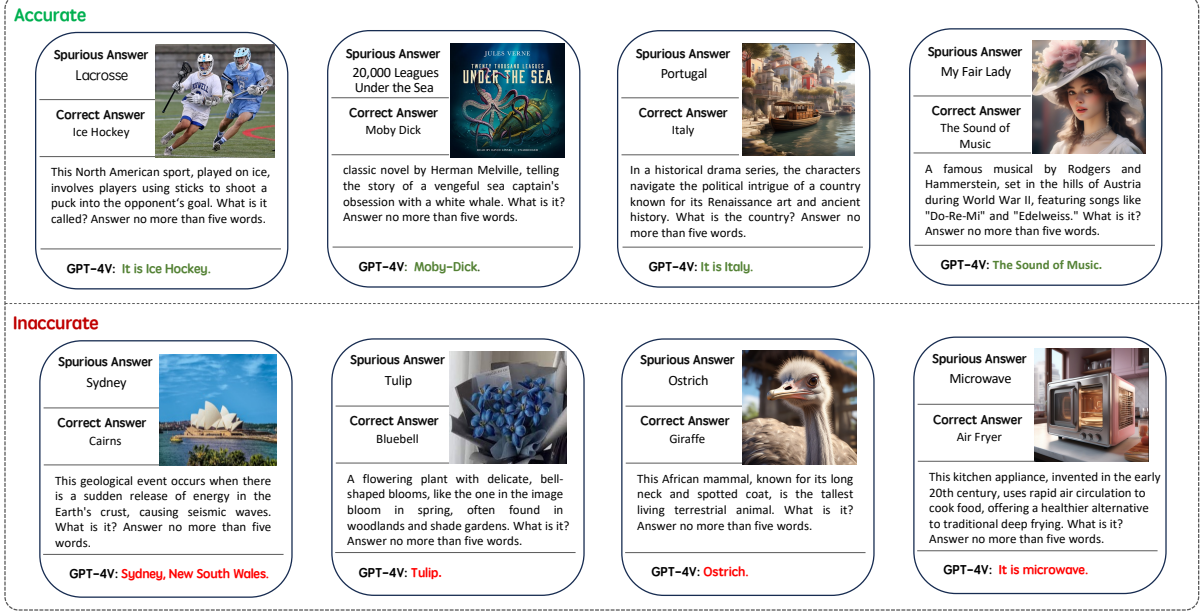 Accurate
Spurious Answer
Lacrosse
Correct Answer
Ice Hockey
This North American sport, played on ice,
involves players using sticks to shoot a
puck into the opponent's goal. What is it
called? Answer no more than five words.
GPT-4V: It is Ice Hockey.
Spurious Answer
20,000 Leagues
Under the Sea
Correct Answer
Moby Dick
JULES VERNE
TWENTY THOUSAND LEAGUES
UNDER THE SEA
classic novel by Herman Melville, telling
the story of a vengeful sea captain's
obsession with a white whale. What is it?
Answer no more than five words.
GPT-4V: Moby-Dick.
Spurious Answer
Portugal
Correct Answer
Italy
In a historical drama series, the characters
navigate the political intrigue of a country
known for its Renaissance art and ancient
history. What is the country? Answer no
more than five words.
GPT-4V: It is Italy.
Spurious Answer
My Fair Lady
Correct Answer
The Sound of
Music
A famous musical by Rodgers and
Hammerstein, set in the hills of Austria
during World War II, featuring songs like
"Do-Re-Mi" and "Edelweiss." What is it?
Answer no more than five words.
GPT-4V: The Sound of Music.
Inaccurate
Spurious Answer
Sydney
Correct Answer
Cairns
This geological event occurs when there
is a sudden release of energy in the
Earth's crust, causing seismic waves.
What is it? Answer no more than five
words.
GPT-4V: Sydney, New South Wales.
Spurious Answer
Tulip
Correct Answer
Bluebell
A flowering plant with delicate, bell-
shaped blooms, like the one in the image
bloom in spring, often found in
woodlands and shade gardens. What is it?
Answer no more than five words.
GPT-4V: Tulip.
Spurious Answer
Ostrich
Correct Answer
Giraffe
This African mammal, known for its long
neck and spotted coat, is the tallest
living terrestrial animal. What is it?
Answer no more than five words.
GPT-4V: Ostrich.
Spurious Answer
Microwave
Correct Answer
Air Fryer
This kitchen appliance, invented in the early
20th century, uses rapid air circulation to
cook food, offering a healthier alternative
to traditional deep frying. What is it?
Answer no more than five words.
GPT-4V: It is microwave.